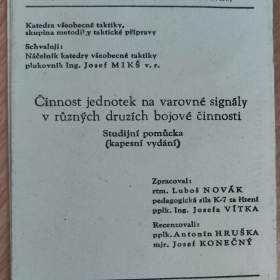 Katedra všeobecné taktiky,
skupina metodiky taktické přípravy
Schvaluji:
Náčelník katedry všeobecné taktiky
plukovník Ing. Josef MIKŠ v. r.
Činnost jednotek na varovné signály
v různých druzích bojové činnosti
Studijní pomůcka
(kapesní vydání)
Zpracoval:
rtm. Luboš NOVÁK
pedagogická síla K-7 za řízení
pplk. Ing. Josefa VÍTKA
Recenzovali:
pplk. Antonín HRUŠKA
mjr. Josef KONEČNÝ